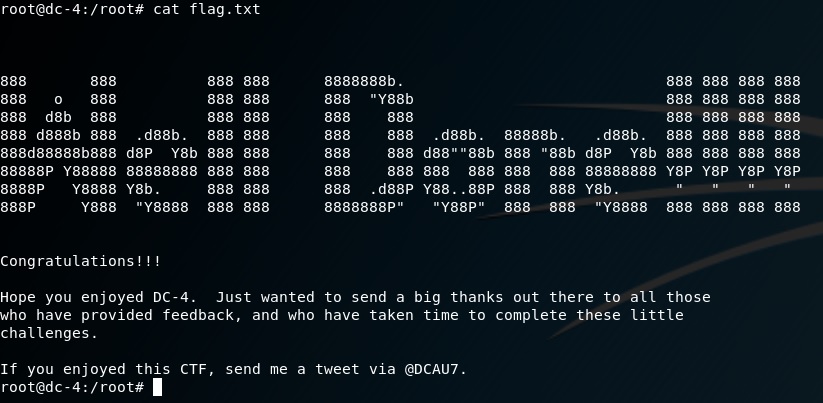 root@dc-4:/root# cat flag.txt
888       888          888 888      8888888b.                             888 888 888 888
888   o   888          888 888      888  "Y88b                            888 888 888 888
888  d8b  888          888 888      888    888                            888 888 888 888
888 d888b 888  .d88b.  888 888      888    888  .d88b.  88888b.   .d88b.  888 888 888 888
888d88888b888 d8P  Y8b 888 888      888    888 d88""88b 888 "88b d8P  Y8b 888 888 888 888
88888P Y88888 88888888 888 888      888    888 888  888 888  888 88888888 Y8P Y8P Y8P Y8P
8888P   Y8888 Y8b.     888 888      888  .d88P Y88..88P 888  888 Y8b.      "   "   "   "
888P     Y888  "Y8888  888 888      8888888P"   "Y88P"  888  888  "Y8888  888 888 888 888
Congratulations!!!
Hope you enjoyed DC-4.  Just wanted to send a big thanks out there to all those
who have provided feedback, and who have taken time to complete these little
challenges.
If you enjoyed this CTF, send me a tweet via @DCAU7.
root@dc-4:/root#